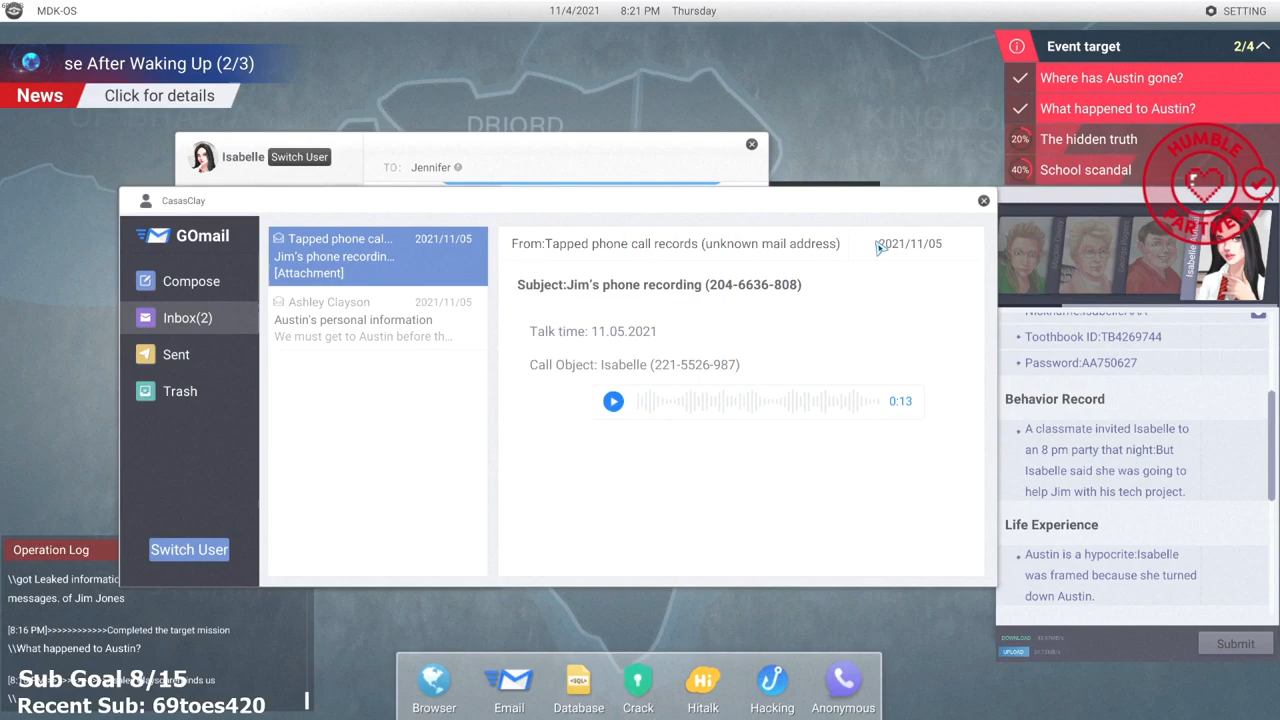 MDK-OS
11/4/2021 8:21 PM Thursday
SETTING
se After Waking Up (2/3)
News Click for details
DRIORD
Event target 2/4
Where has Austin gone?
What happened to Austin?
20% The hidden truth
40% School scandal
HUMBLE
PARTNER
Isabelle Switch User
TO: Jennifer
CasasClay
GOmail
Compose
Inbox(2)
Sent
Trash
Switch User
Tapped phone cal... 2021/11/05
Jim's phone recordin...
[Attachment]
Ashley Clayson 2021/11/05
Austin's personal information
We must get to Austin before th...
From:Tapped phone call records (unknown mail address) 2021/11/05
Subject:Jim's phone recording (204-6636-808)
Talk time: 11.05.2021
Call Object: Isabelle (221-5526-987)
0:13
• Toothbook ID:TB4269744
• Password:AA750627
Behavior Record
• A classmate invited Isabelle to
an 8 pm party that night:But
Isabelle said she was going to
help Jim with his tech project.
Life Experience
• Austin is a hypocrite:Isabelle
was framed because she turned
down Austin.
DOWNLOAD
UPLOAD
Submit
Operation Log
\\got Leaked informatio
messages. of Jim Jones
[8:16 PM]>>>>>>>>>>>>Completed the target mission
\\What happened to Austin?
Sub Goal 8/15
Recent Sub: 69toes420
Browser Email Database Crack Hitalk Hacking Anonymous